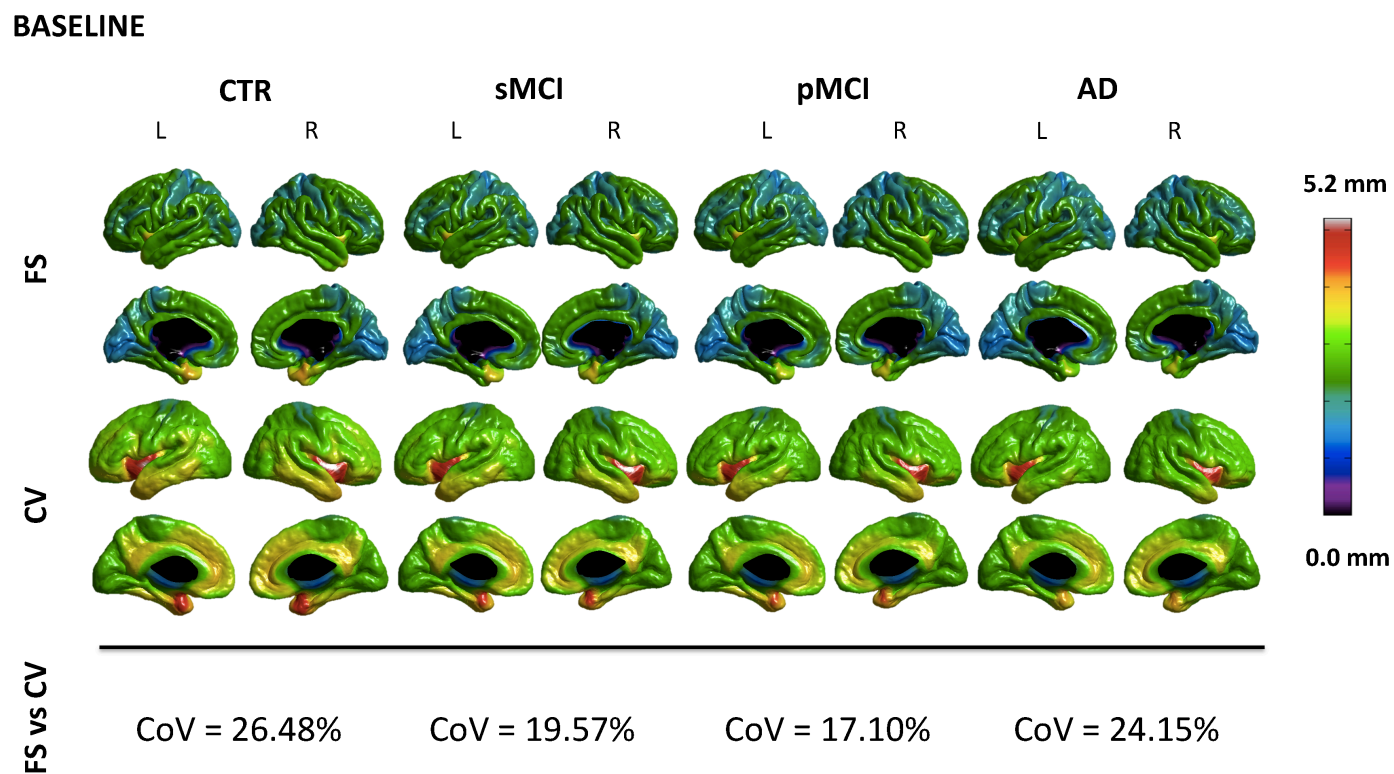 BASELINE
CTR sMCI pMCI AD
L R L R L R L R
5.2 mm
FS
CV
0.0 mm
FS vs CV
CoV = 26.48% CoV = 19.57% CoV = 17.10% CoV = 24.15%